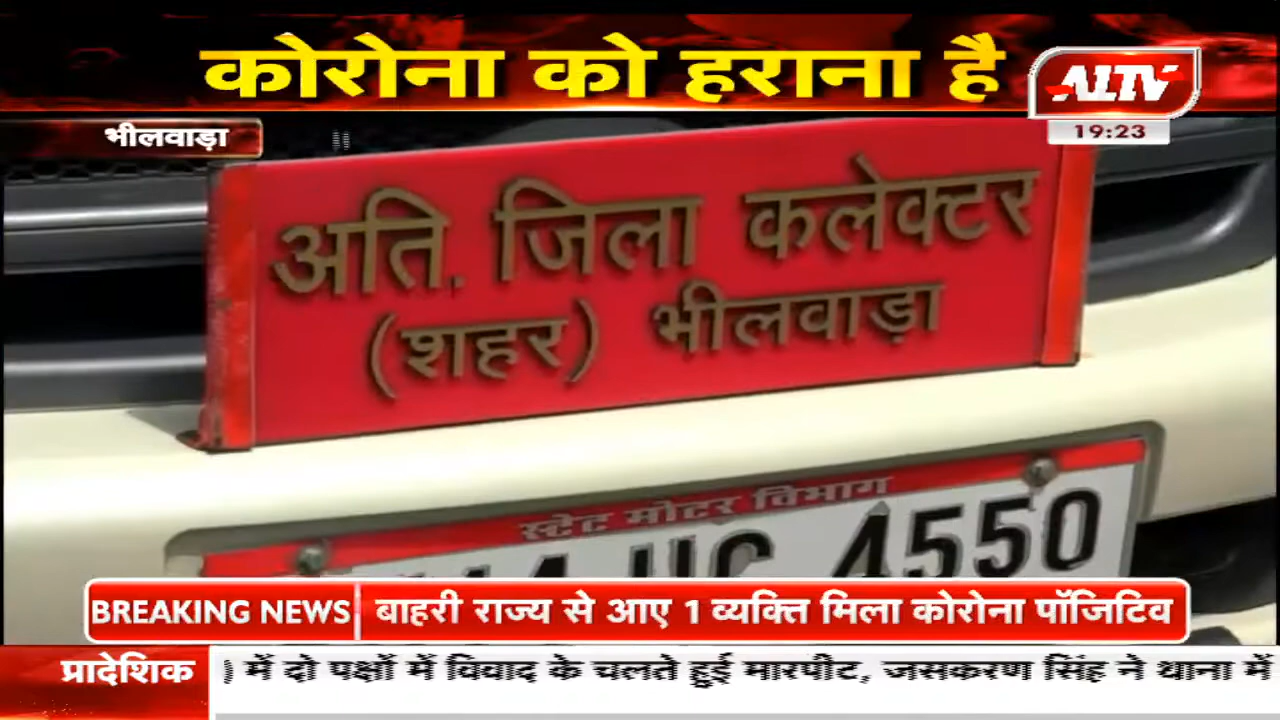 कोरोना को हराना है
ALTV
19:23
भीलवाड़ा
अति. जिला कलेक्टर
(शहर) भीलवाड़ा
स्टेट मोटर विभाग
4550
BREAKING NEWS
बाहरी राज्य से आए 1 व्यक्ति मिला कोरोना पॉजिटिव
प्रादेशिक
) में दो पक्षों में विवाद के चलते हुई मारपीट, जसकरण सिंह ने थाना में